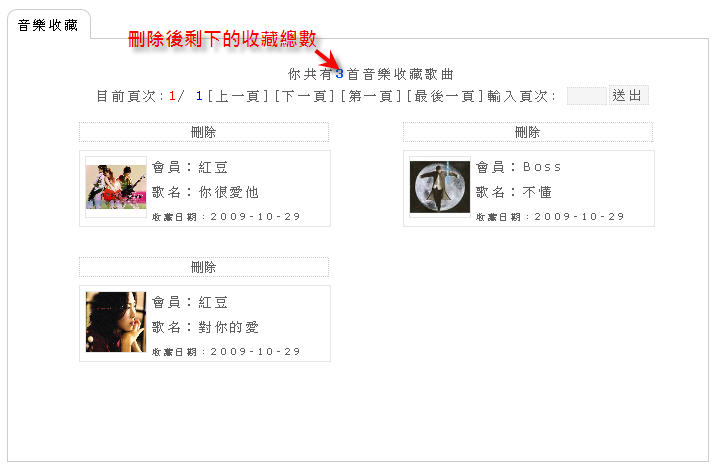 音樂收藏
刪除後剩下的收藏總數
你共有3首音樂收藏歌曲
目前頁次:1/ 1[上一頁][下一頁][第一頁][最後一頁]輸入頁次: 送出
刪除
會員：紅豆
歌名：你很愛他
收藏日期：2009-10-29
刪除
會員：Boss
歌名：不懂
收藏日期：2009-10-29
刪除
會員：紅豆
歌名：對你的愛
收藏日期：2009-10-29